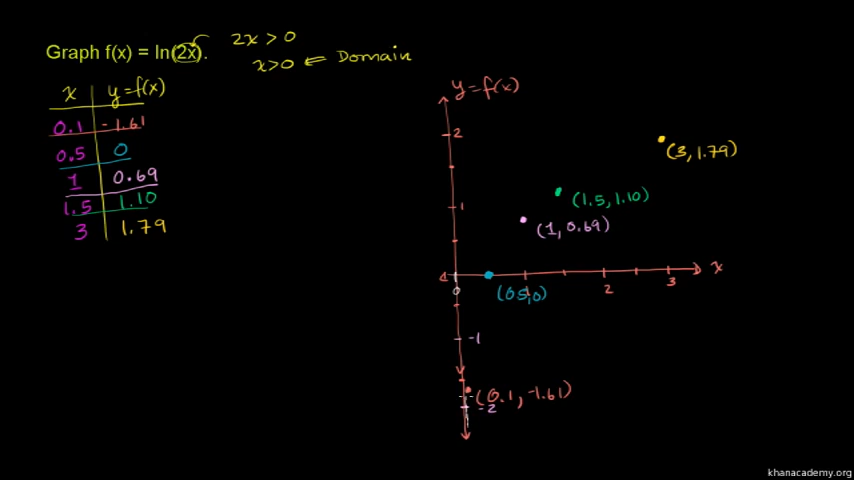 Graph f(x) = ln(2x).
2x > 0
x>0 ← Domain
x y=f(x)
0.1 -1.61
0.5 0
1 0.69
1.5 1.10
3 1.79
y=f(x)
2
(3,1.79)
1
(1.5,1.10)
(1,0.69)
x
0 1 2 3
(0.5,0)
-1
(0.1,-1.61)
-2
khanacademy.org